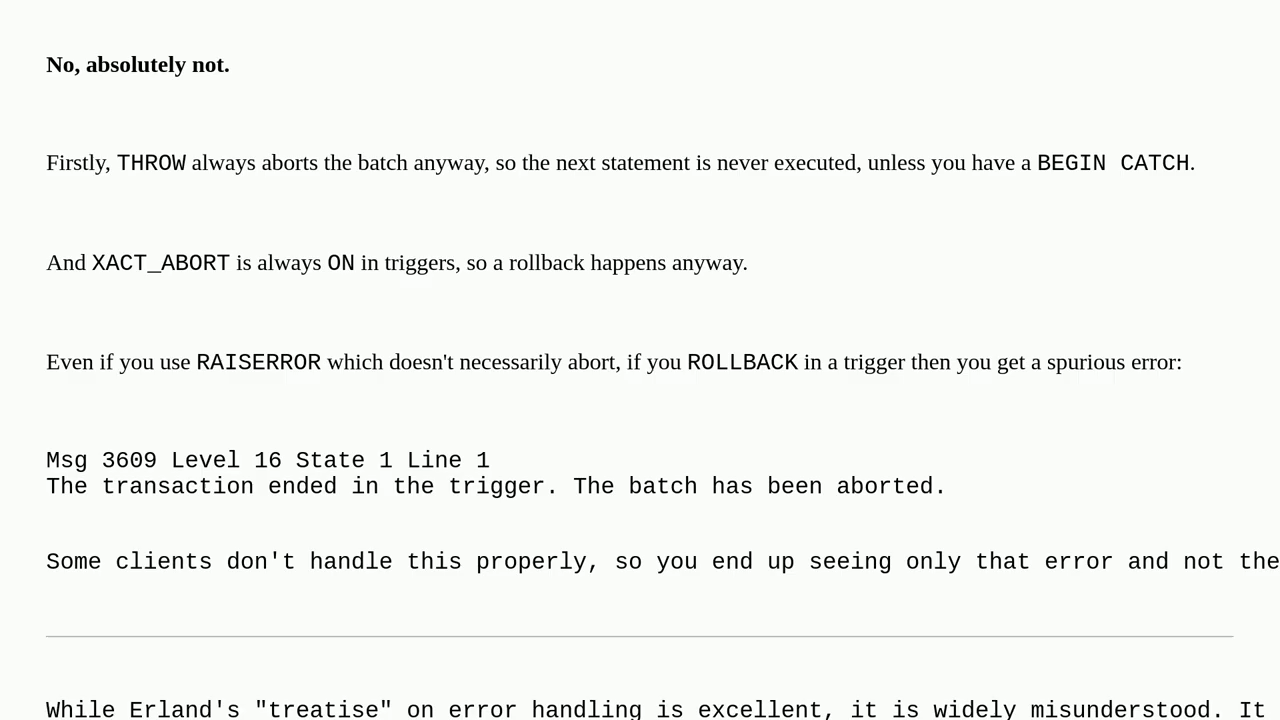 No, absolutely not.
Firstly, THROW always aborts the batch anyway, so the next statement is never executed, unless you have a BEGIN CATCH.
And XACT_ABORT is always ON in triggers, so a rollback happens anyway.
Even if you use RAISERROR which doesn't necessarily abort, if you ROLLBACK in a trigger then you get a spurious error:
Msg 3609 Level 16 State 1 Line 1
The transaction ended in the trigger. The batch has been aborted.
Some clients don't handle this properly, so you end up seeing only that error and not the
While Erland's "treatise" on error handling is excellent, it is widely misunderstood. It